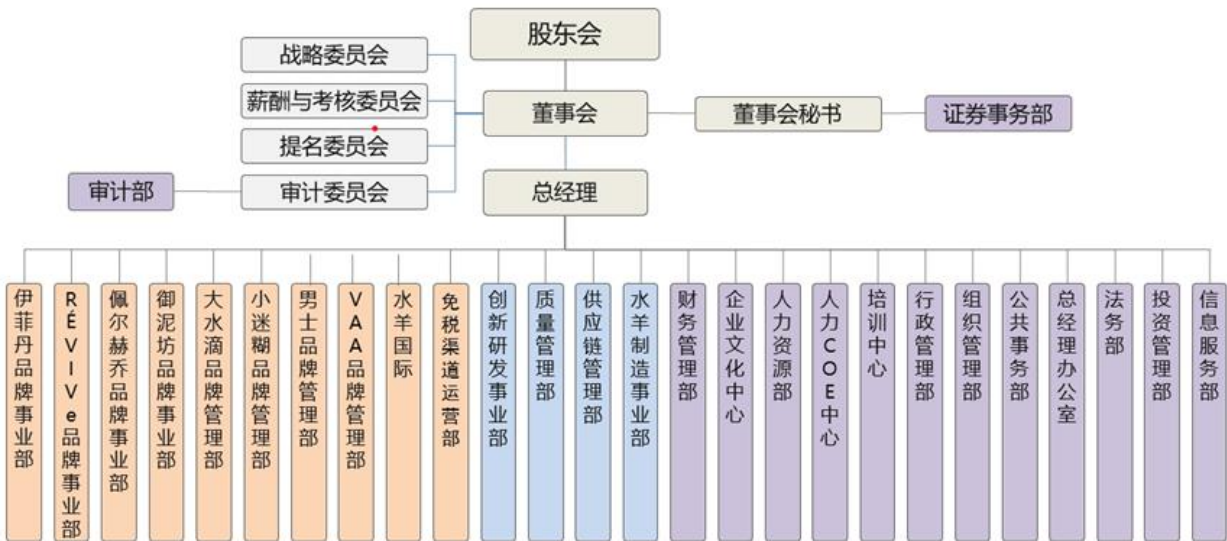 股东会
战略委员会
薪酬与考核委员会
董事会
董事会秘书
证券事务部
提名委员会
审计部
审计委员会
总经理
伊菲丹品牌事业部
RÉVIVe品牌事业部
佩尔赫乔品牌事业部
御泥坊品牌事业部
大水滴品牌管理部
小迷糊品牌管理部
男士品牌管理部
VAA品牌管理部
水羊国际
免税渠道运营部
创新研发事业部
质量管理部
供应链管理部
水羊制造事业部
财务管理部
企业文化中心
人力资源部
人力COE中心
培训中心
行政管理部
组织管理部
公共事务部
总经理办公室
法务部
投资管理部
信息服务部